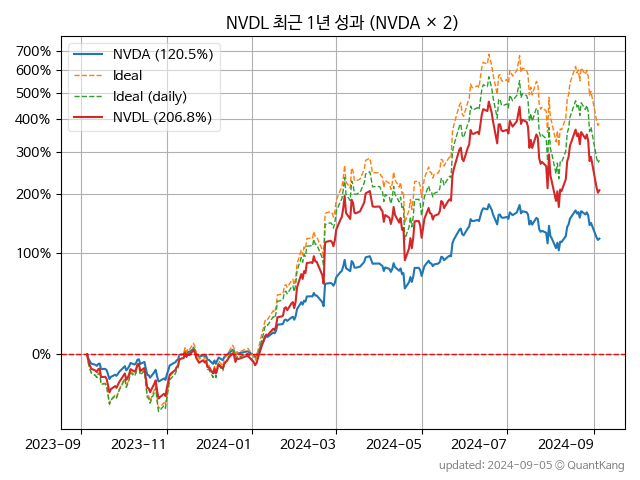 NVDL 최근 1년 성과 (NVDA × 2)
700%
600%
500%
400%
300%
200%
100%
0%
NVDA (120.5%)
Ideal
Ideal (daily)
NVDL (206.8%)
2023-09
2023-11
2024-01
2024-03
2024-05
2024-07
2024-09
updated: 2024-09-05 © QuantKang